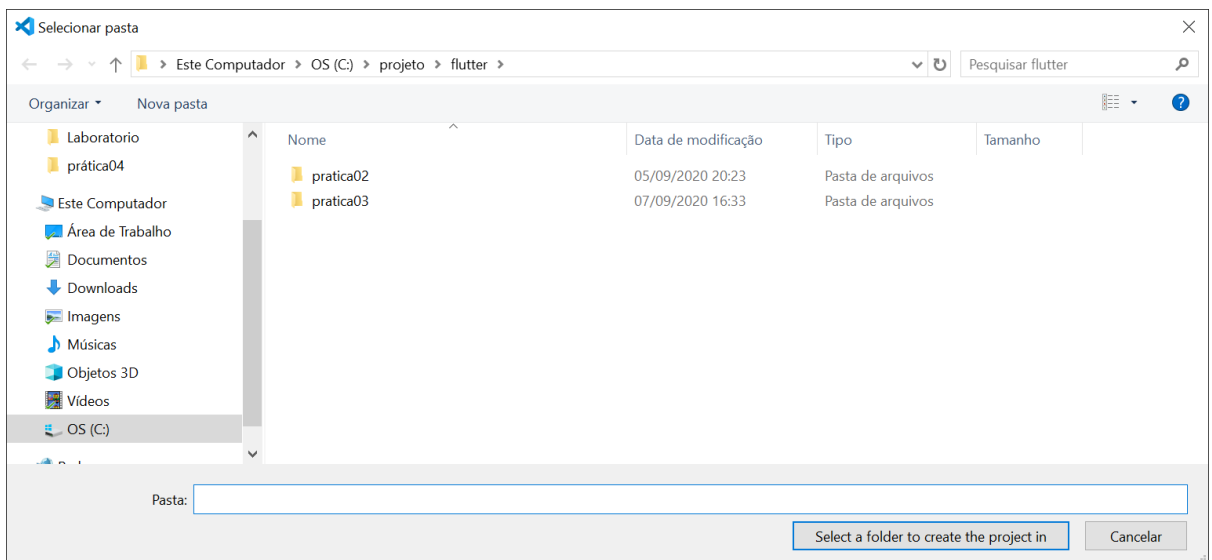 Selecionar pasta
Este Computador > OS (C:) > projeto > flutter >
Pesquisar flutter
Organizar
Nova pasta
Laboratorio
prática04
Este Computador
Área de Trabalho
Documentos
Downloads
Imagens
Músicas
Objetos 3D
Vídeos
OS (C:)
Nome Data de modificação Tipo Tamanho
pratica02 05/09/2020 20:23 Pasta de arquivos
pratica03 07/09/2020 16:33 Pasta de arquivos
Pasta:
Select a folder to create the project in
Cancelar